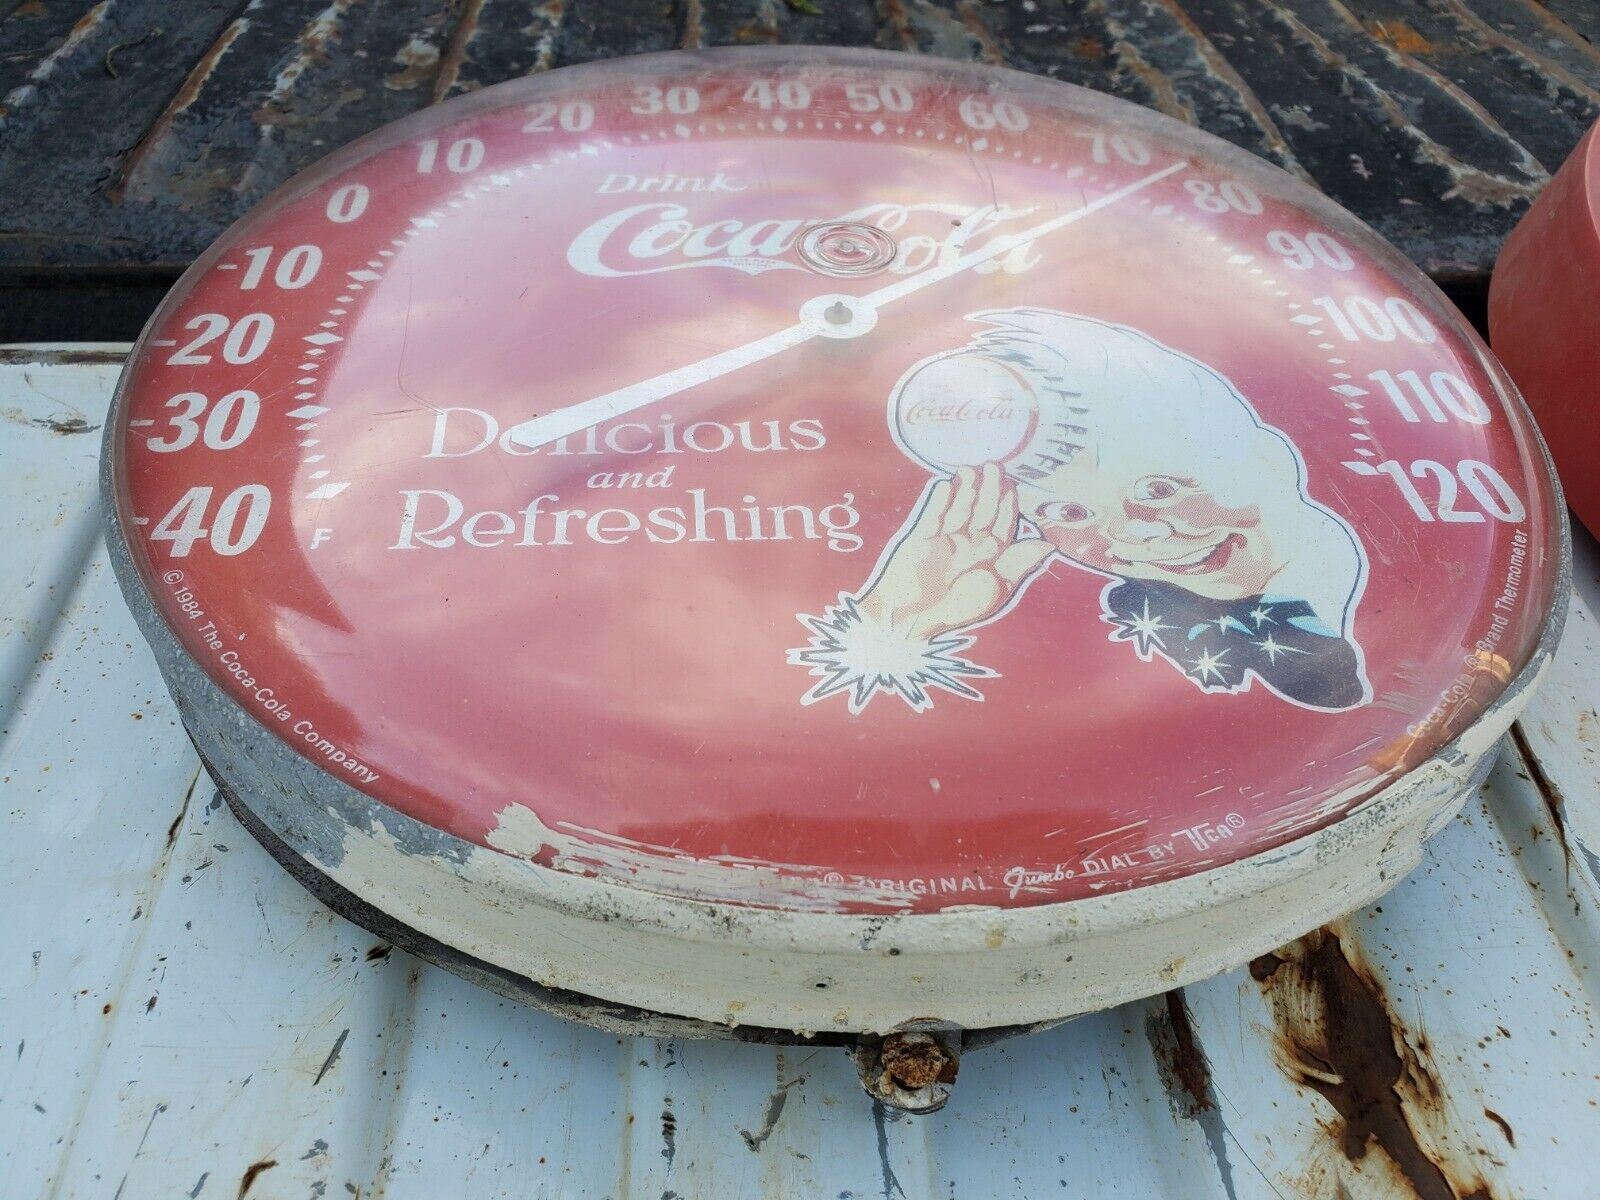 -40
-30
-20
-10
0
10
20
30
40
50
60
70
80
90
100
110
120
F
Drink
Coca-Cola
Delicious
and
Refreshing
Coca-Cola
© 1984 The Coca-Cola Company
® ORIGINAL Jumbo DIAL BY TCA®
Coca-Cola® Brand Thermometer